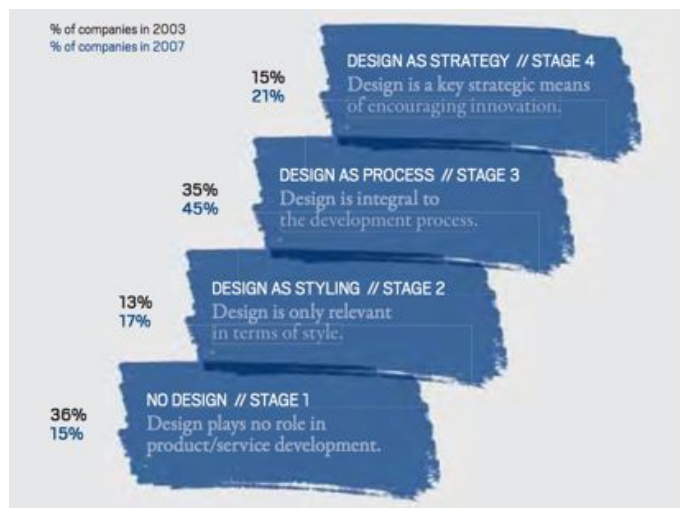 % of companies in 2003
% of companies in 2007
15%
21%
DESIGN AS STRATEGY // STAGE 4
Design is a key strategic means
of encouraging innovation.
35%
45%
DESIGN AS PROCESS // STAGE 3
Design is integral to
the development process.
13%
17%
DESIGN AS STYLING // STAGE 2
Design is only relevant
in terms of style.
36%
15%
NO DESIGN // STAGE 1
Design plays no role in
product/service development.